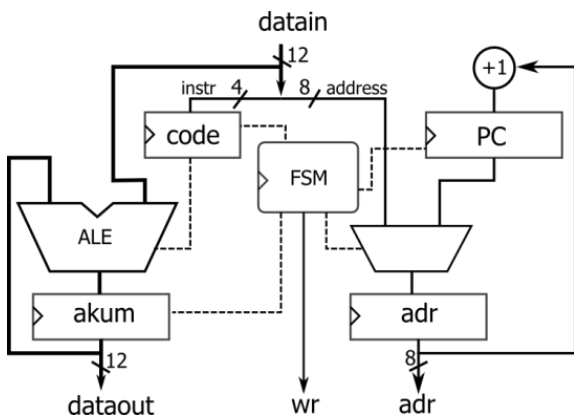 datain
12
instr 4 8 address
+1
code
PC
FSM
ALE
akum
adr
12
8
dataout
wr
adr